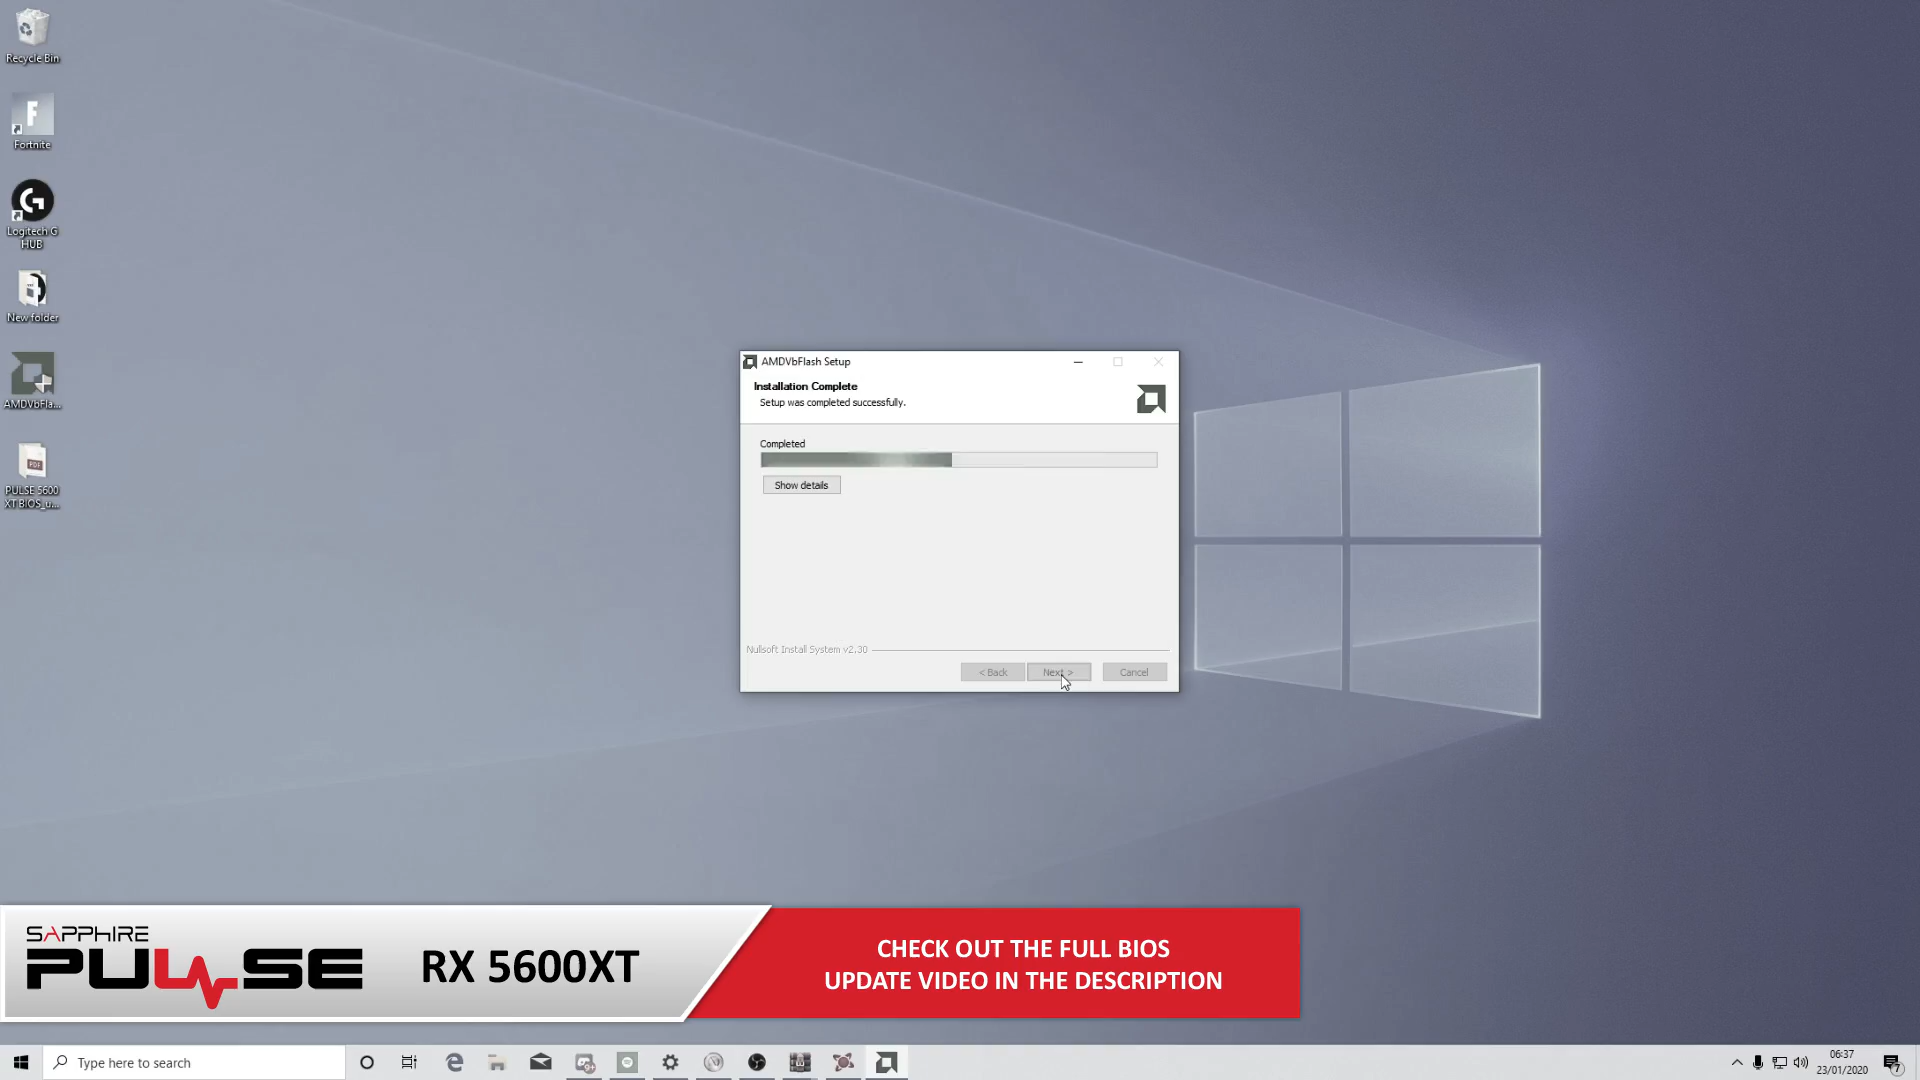 Recycle Bin
Fortnite
Logitech G
HUB
New folder
AMDVbFla...
PDF
PULSE 5600
XT BIOS_u...
AMDVbFlash Setup
Installation Complete
Setup was completed successfully.
Completed
Show details
Nullsoft Install System v2.30
< Back
Next >
Cancel
SAPPHIRE
PULSE
RX 5600XT
CHECK OUT THE FULL BIOS
UPDATE VIDEO IN THE DESCRIPTION
Type here to search
06:37
23/01/2020
7